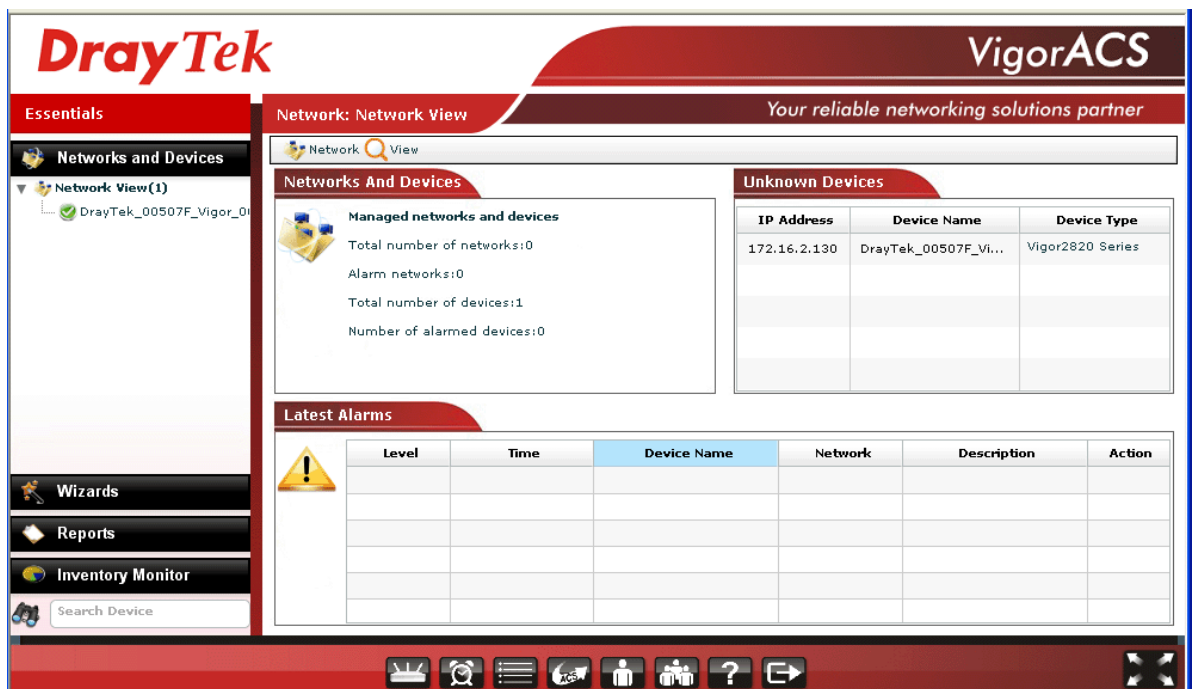 DrayTek
VigorACS
Essentials
Network: Network View
Your reliable networking solutions partner
Networks and Devices
Network View
Network View(1)
DrayTek_00507F_Vigor_0
Networks And Devices
Managed networks and devices
Total number of networks:0
Alarm networks:0
Total number of devices:1
Number of alarmed devices:0
Unknown Devices
IP Address Device Name Device Type
172.16.2.130 DrayTek_00507F_Vi... Vigor2820 Series
Latest Alarms
Level Time Device Name Network Description Action
Wizards
Reports
Inventory Monitor
Search Device
ACS
?